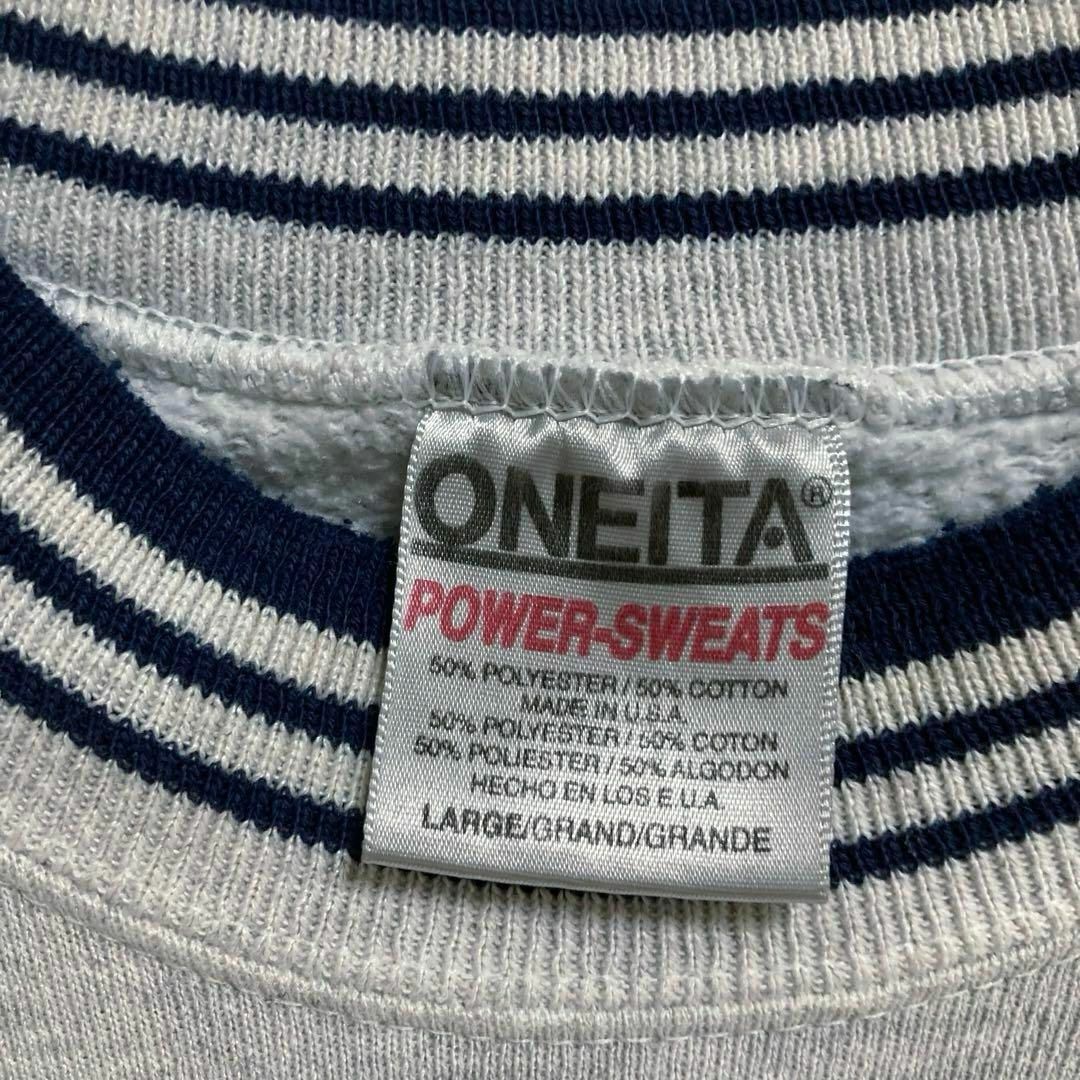 ONEITA®
POWER-SWEATS
50% POLYESTER / 50% COTTON
MADE IN U.S.A.
50% POLYESTER / 50% COTON
50% POLIESTER / 50% ALGODON
HECHO EN LOS E.U.A.
LARGE/GRAND/GRANDE